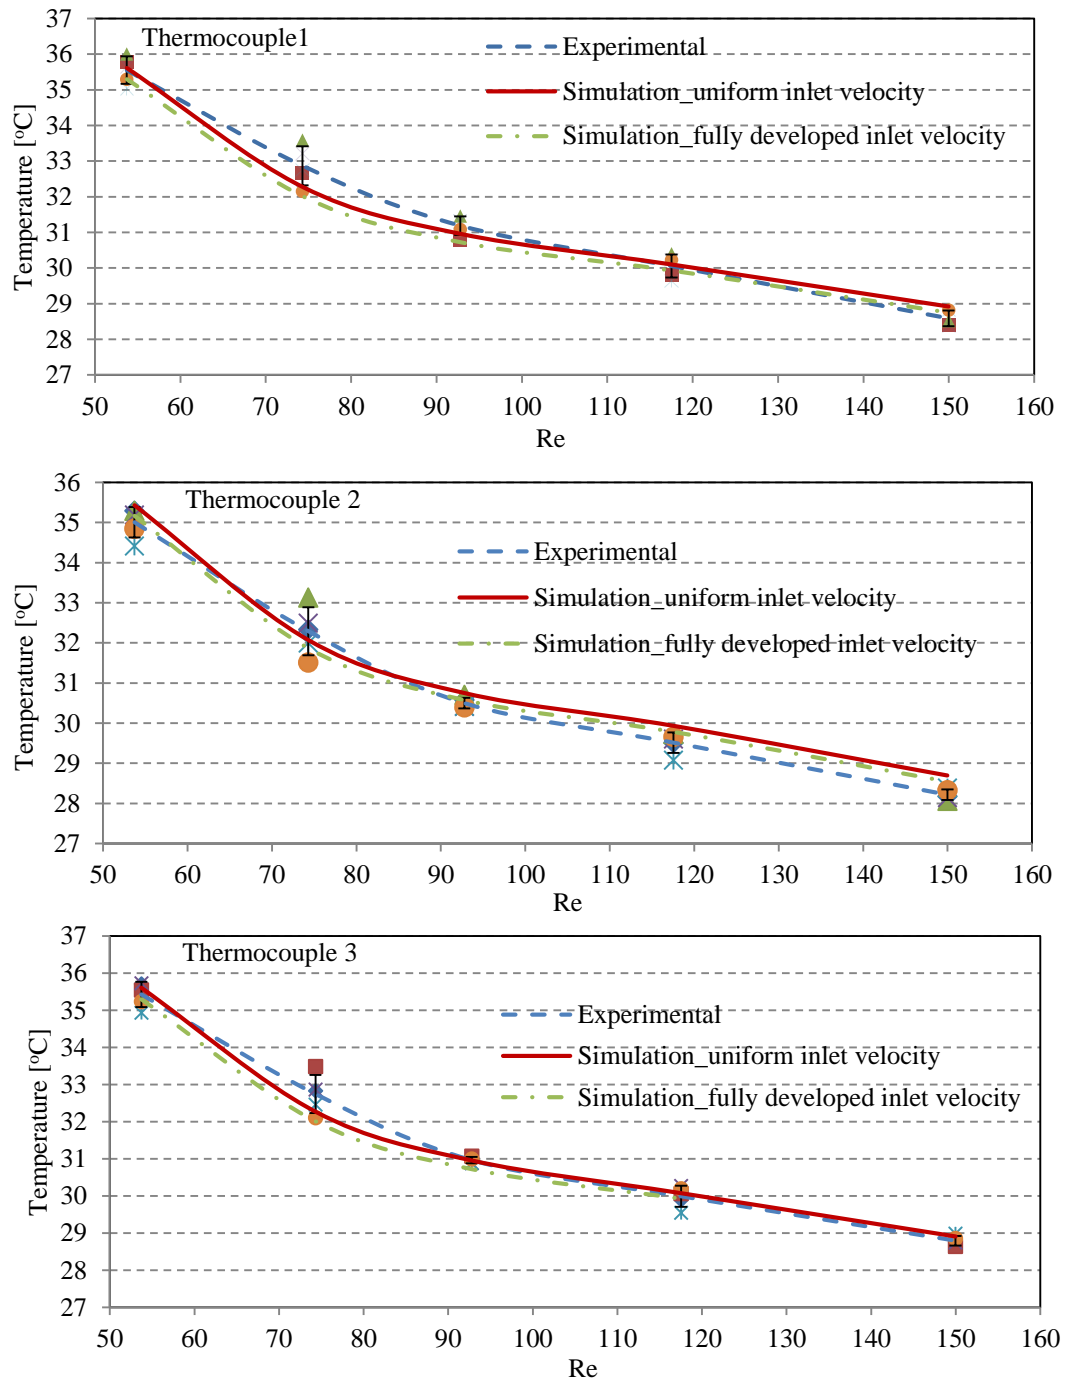 37
36
35
34
33
32
31
30
29
28
27
Temperature [oC]
Thermocouple1
Experimental
Simulation_uniform inlet velocity
Simulation_fully developed inlet velocity
50 60 70 80 90 100 110 120 130 140 150 160
Re
36
35
34
33
32
31
30
29
28
27
Temperature [oC]
Thermocouple 2
Experimental
Simulation_uniform inlet velocity
Simulation_fully developed inlet velocity
50 60 70 80 90 100 110 120 130 140 150 160
Re
37
36
35
34
33
32
31
30
29
28
27
Temperature [oC]
Thermocouple 3
Experimental
Simulation_uniform inlet velocity
Simulation_fully developed inlet velocity
50 60 70 80 90 100 110 120 130 140 150 160
Re